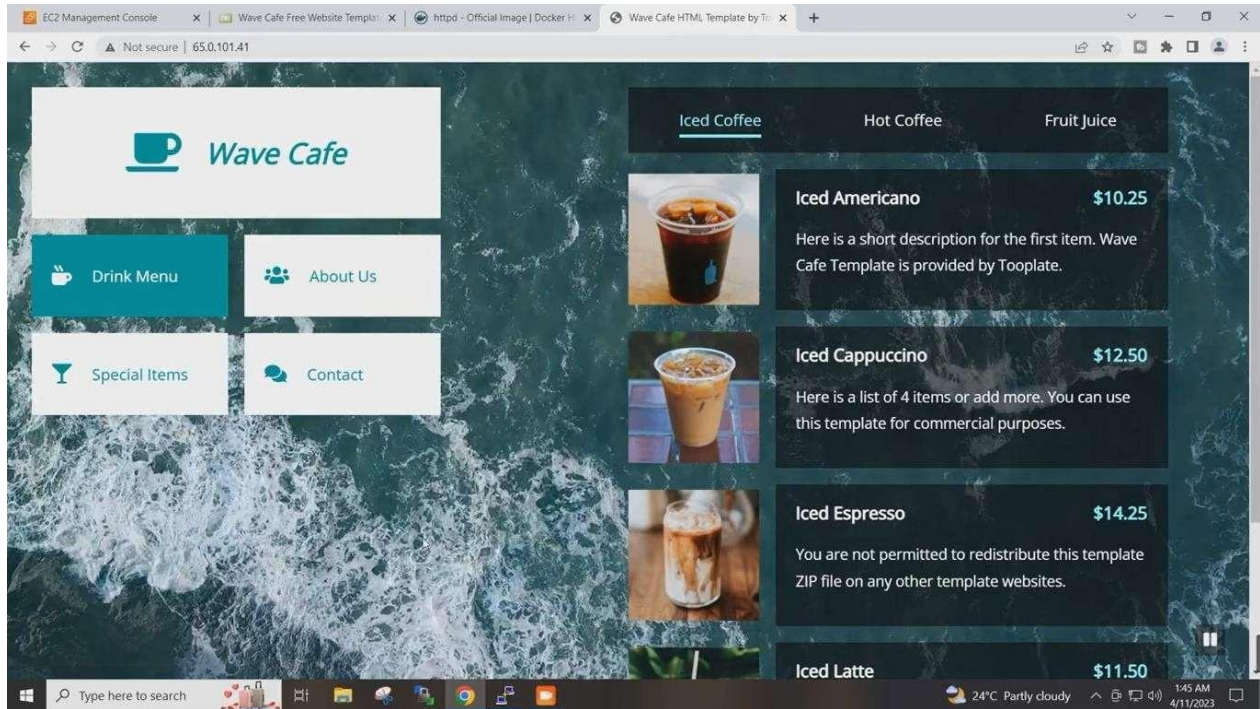 EC2 Management Console
Wave Cafe Free Website Templat
httpd - Official Image | Docker H
Wave Cafe HTML Template by To
Not secure | 65.0.101.41
Wave Cafe
Drink Menu
About Us
Special Items
Contact
Iced Coffee
Hot Coffee
Fruit Juice
Iced Americano
$10.25
Here is a short description for the first item. Wave
Cafe Template is provided by Tooplate.
Iced Cappuccino
$12.50
Here is a list of 4 items or add more. You can use
this template for commercial purposes.
Iced Espresso
$14.25
You are not permitted to redistribute this template
ZIP file on any other template websites.
Iced Latte
$11.50
Type here to search
24°C Partly cloudy
1:45 AM
4/11/2023